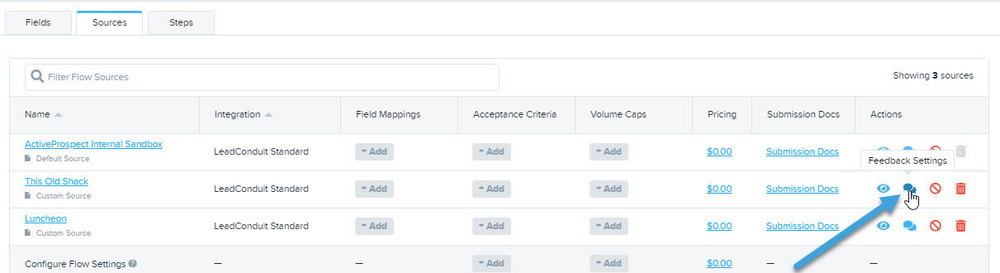 Fields Sources Steps
Filter Flow Sources Showing 3 sources
Name Integration Field Mappings Acceptance Criteria Volume Caps Pricing Submission Docs Actions
ActiveProspect Internal Sandbox
Default Source
LeadConduit Standard + Add + Add + Add $0.00 Submission Docs
Feedback Settings
This Old Shack
Custom Source
LeadConduit Standard + Add + Add + Add $0.00 Submission Docs
Luncheon
Custom Source
LeadConduit Standard + Add + Add + Add $0.00 Submission Docs
Configure Flow Settings ? — — + Add + Add $0.00 — —